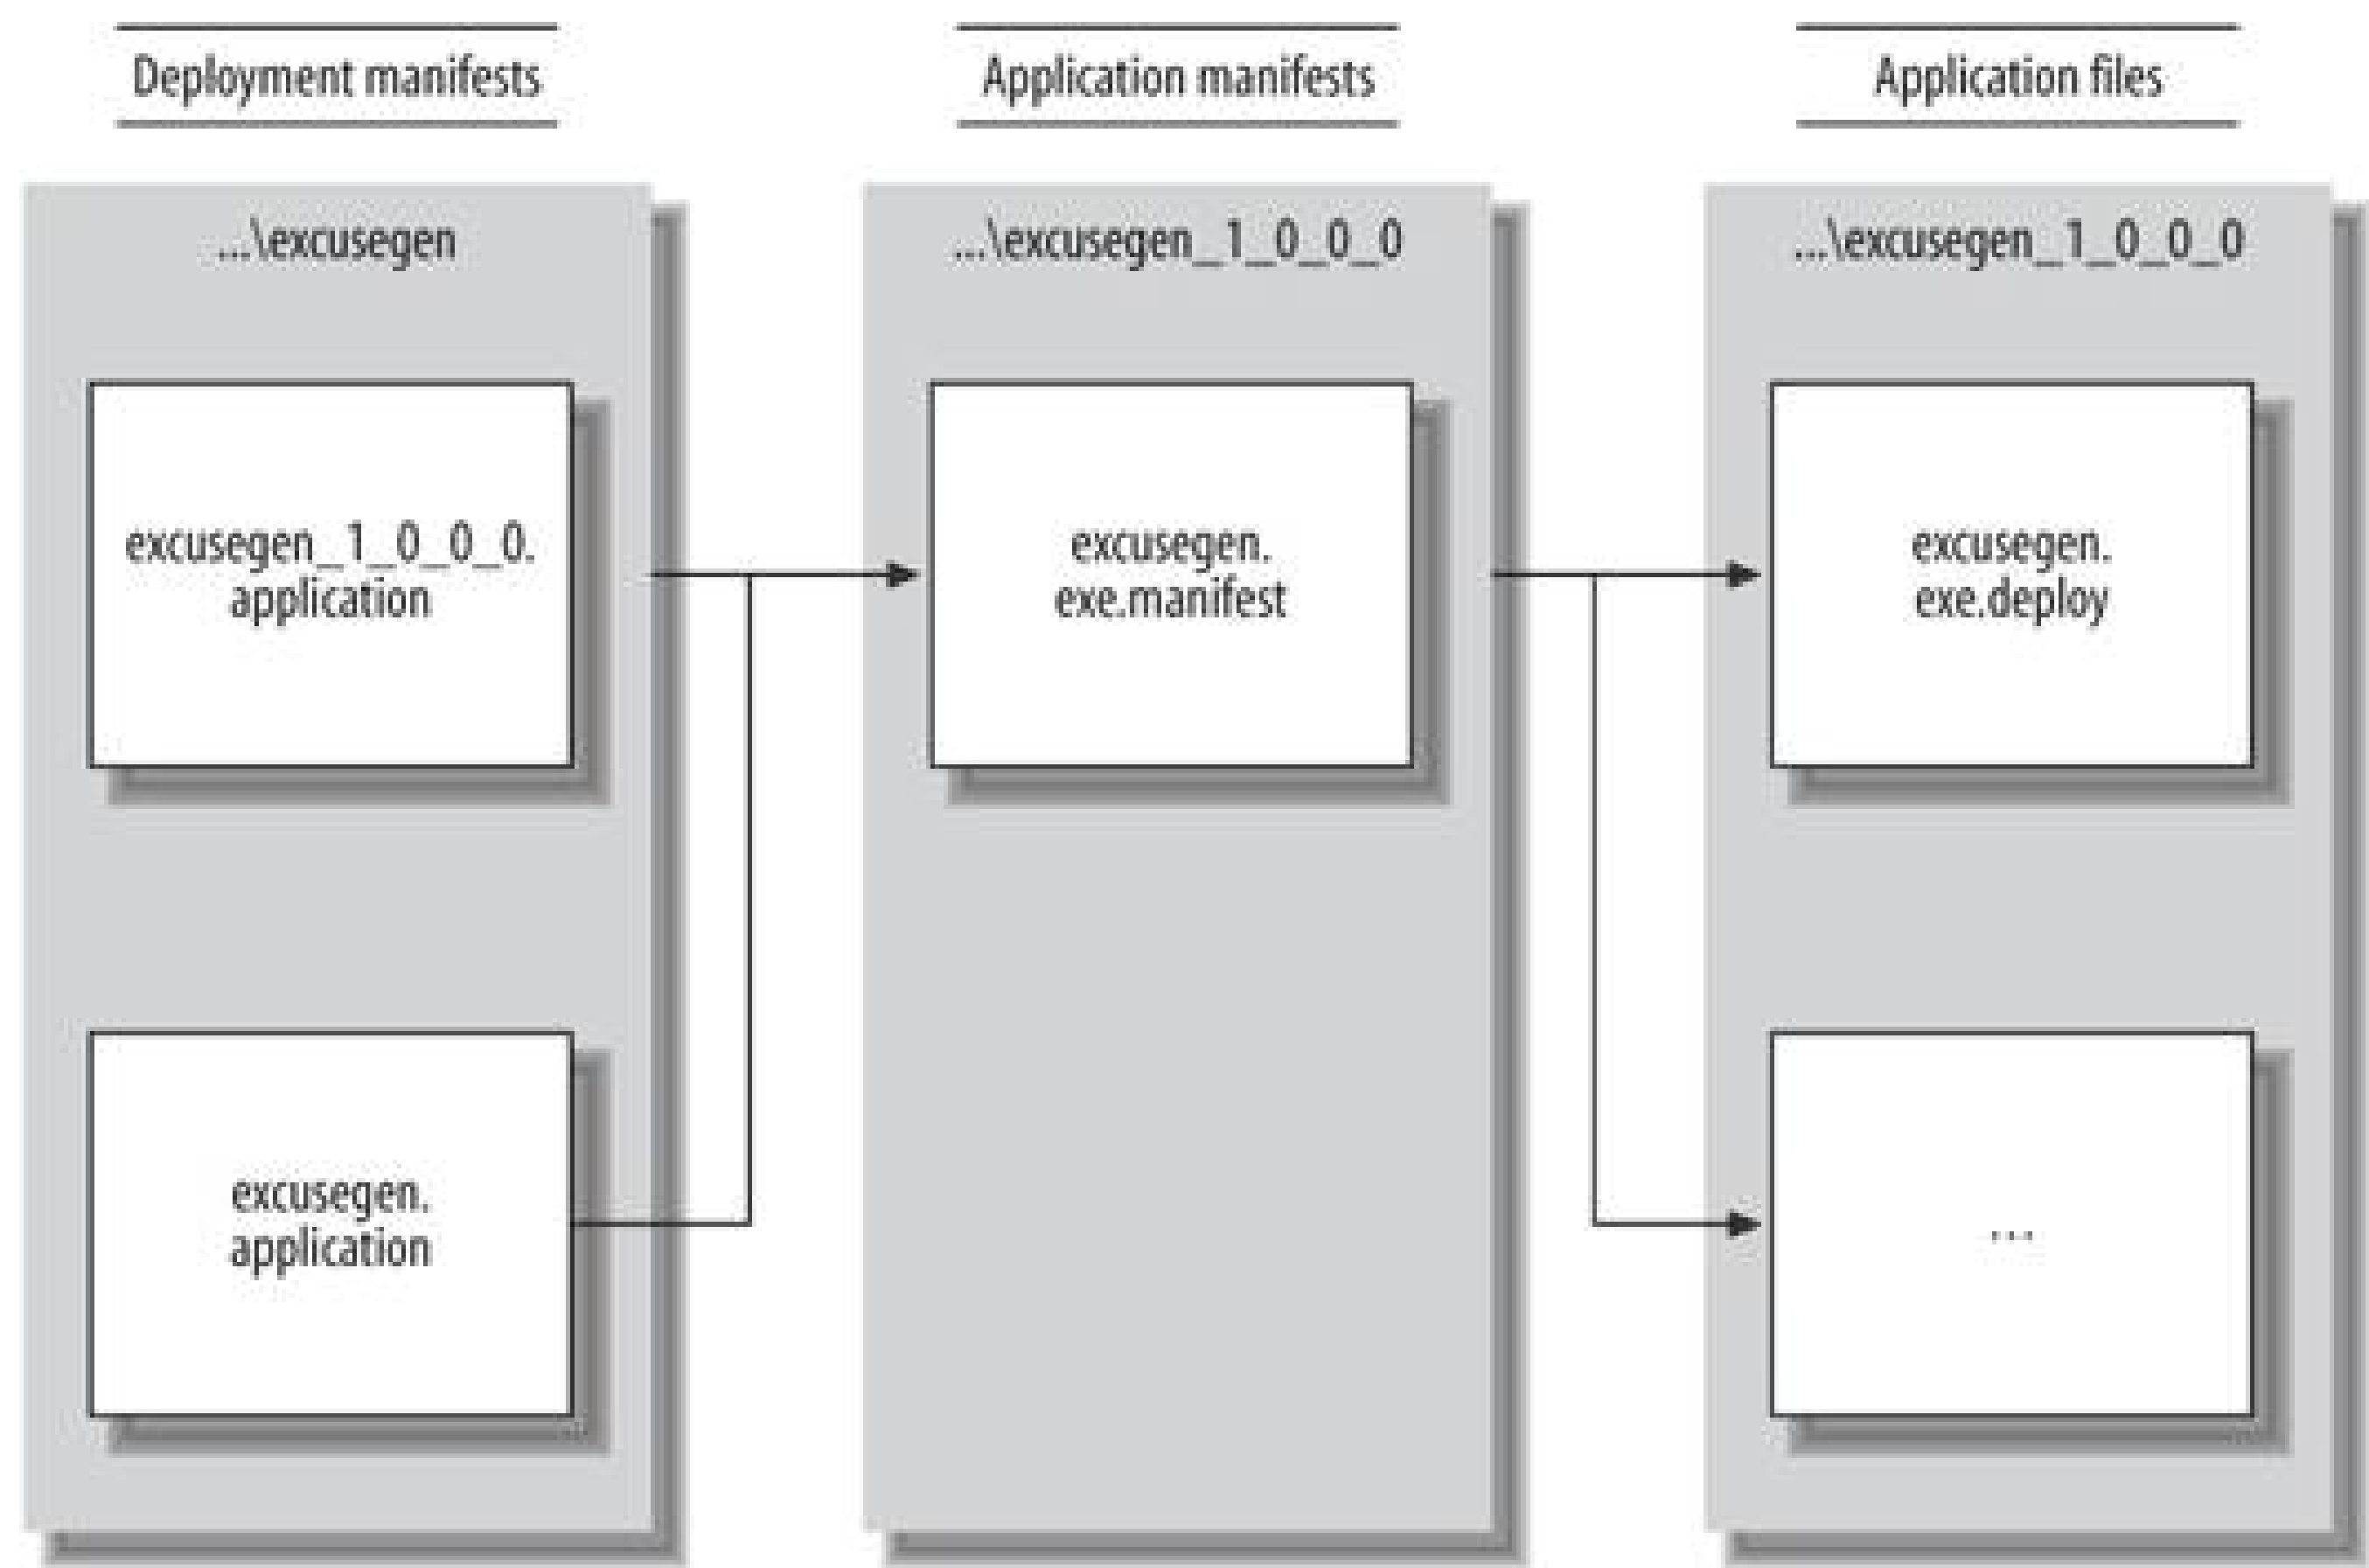 Deployment manifests
Application manifests
Application files
...\excusegen
...\excusegen_1_0_0_0
...\excusegen_1_0_0_0
excusegen_1_0_0_0.
application
excusegen.
exe.manifest
excusegen.
exe.deploy
excusegen.
application
...